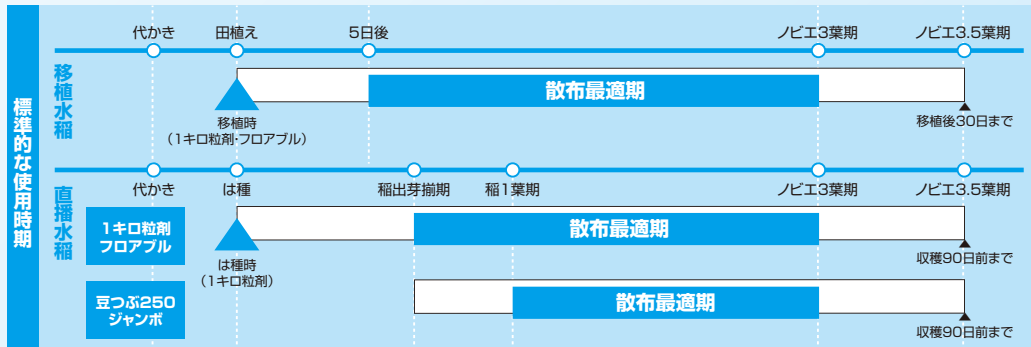 標準的な使用時期
移植水稲
代かき 田植え 5日後 ノビエ3葉期 ノビエ3.5葉期
散布最適期
移植時
(1キロ粒剤・フロアブル)
移植後30日まで
直播水稲
代かき は種 稲出芽揃期 稲1葉期 ノビエ3葉期 ノビエ3.5葉期
1キロ粒剤
フロアブル
散布最適期
は種時
(1キロ粒剤)
収穫90日前まで
豆つぶ250
ジャンボ
散布最適期
収穫90日前まで